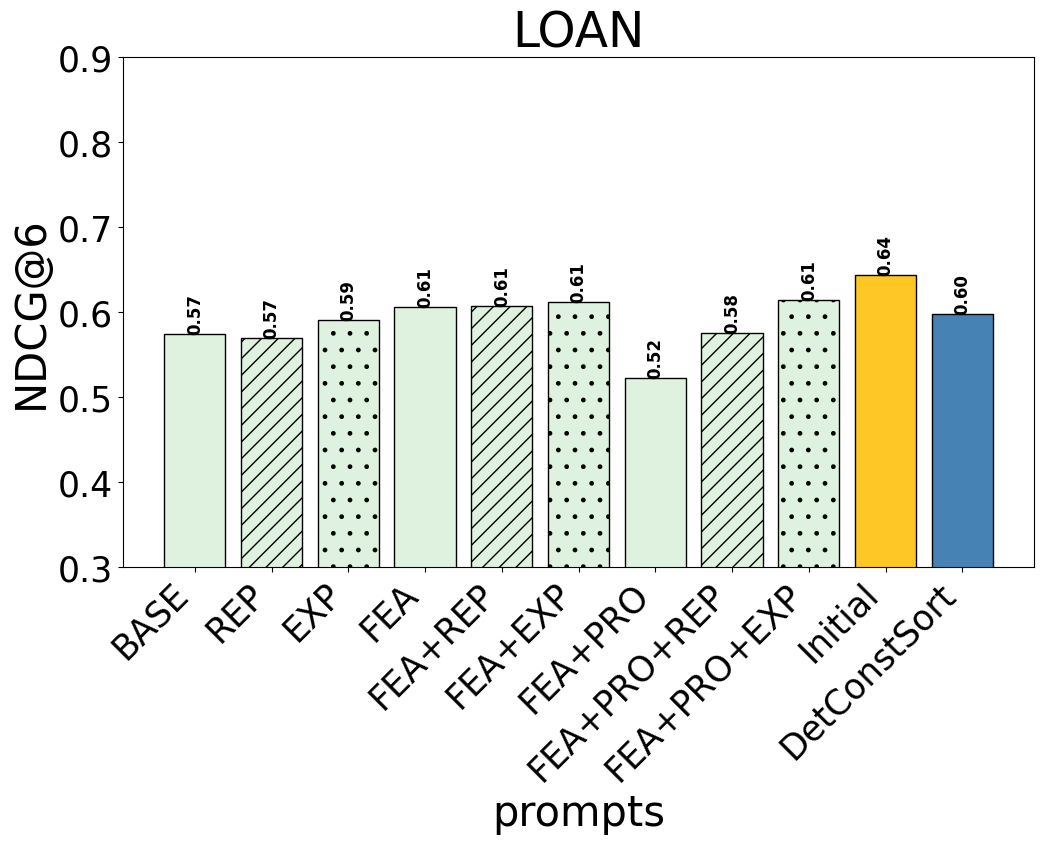 LOAN
NDCG@6
0.9
0.8
0.7
0.6
0.5
0.4
0.3
0.57
0.57
0.59
0.61
0.61
0.61
0.52
0.58
0.61
0.64
0.60
BASE
REP
EXP
FEA
FEA+REP
FEA+EXP
FEA+PRO
FEA+PRO+REP
FEA+PRO+EXP
Initial
DetConstSort
prompts